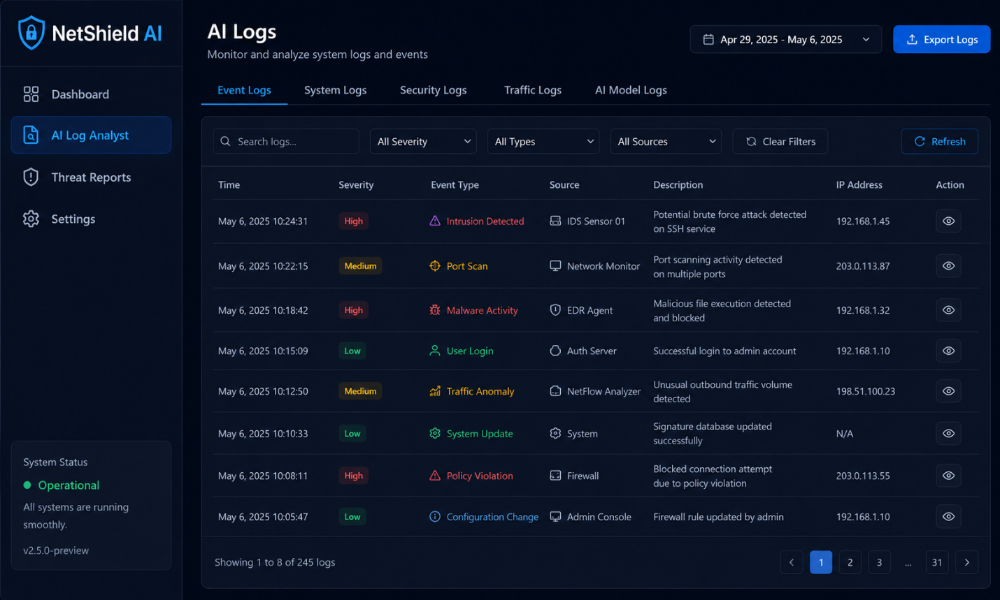 NetShield AI
Dashboard
AI Log Analyst
Threat Reports
Settings
System Status
Operational
All systems are running
smoothly.
v2.5.0-preview
AI Logs
Monitor and analyze system logs and events
Apr 29, 2025 - May 6, 2025
Export Logs
Event Logs System Logs Security Logs Traffic Logs AI Model Logs
Search logs... All Severity All Types All Sources Clear Filters Refresh
Time Severity Event Type Source Description IP Address Action
May 6, 2025 10:24:31 High Intrusion Detected IDS Sensor 01 Potential brute force attack detected
on SSH service 192.168.1.45
May 6, 2025 10:22:15 Medium Port Scan Network Monitor Port scanning activity detected
on multiple ports 203.0.113.87
May 6, 2025 10:18:42 High Malware Activity EDR Agent Malicious file execution detected
and blocked 192.168.1.32
May 6, 2025 10:15:09 Low User Login Auth Server Successful login to admin account 192.168.1.10
May 6, 2025 10:12:50 Medium Traffic Anomaly NetFlow Analyzer Unusual outbound traffic volume
detected 198.51.100.23
May 6, 2025 10:10:33 Low System Update System Signature database updated
successfully N/A
May 6, 2025 10:08:11 High Policy Violation Firewall Blocked connection attempt
due to policy violation 203.0.113.55
May 6, 2025 10:05:47 Low Configuration Change Admin Console Firewall rule updated by admin 192.168.1.10
Showing 1 to 8 of 245 logs
1 2 3 ... 31